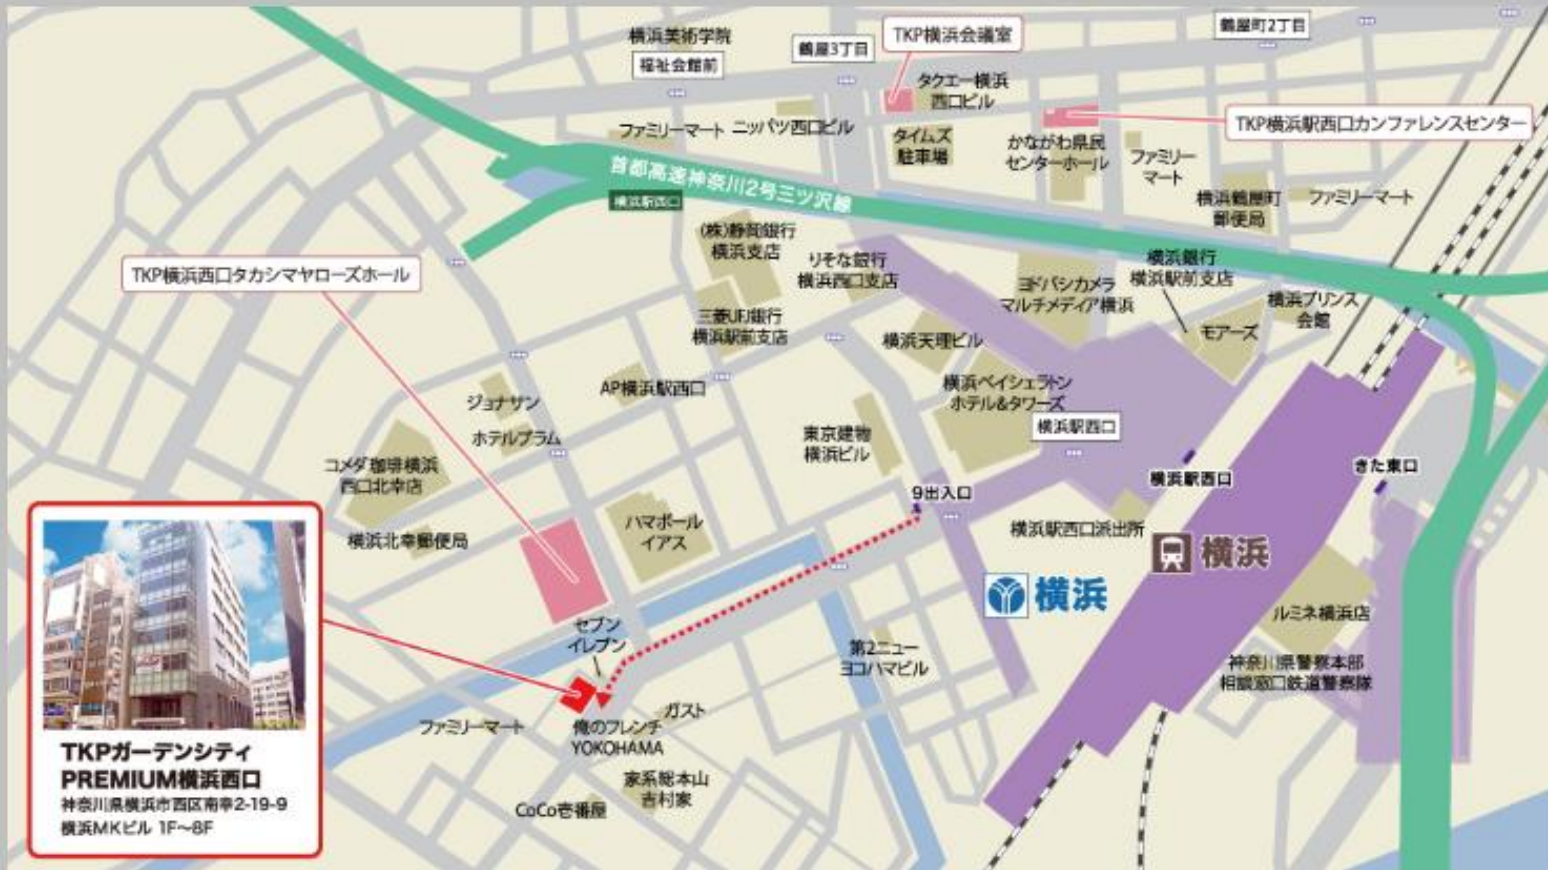 横浜美術学院
福祉会館前
鶴屋3丁目
TKP横浜会議室
鶴屋町2丁目
タクエー横浜
西口ビル
TKP横浜駅西口カンファレンスセンター
ファミリーマート
ニッパツ西口ビル
タイムズ
駐車場
かながわ県民
センターホール
ファミリー
マート
横浜鶴屋町
郵便局
ファミリーマート
首都高速神奈川2号三ツ沢線
横浜駅西口
(株)静岡銀行
横浜支店
りそな銀行
横浜西口支店
ヨドバシカメラ
マルチメディア横浜
横浜銀行
横浜駅前支店
横浜プリンス
会館
TKP横浜西口タカシマヤローズホール
三菱UFJ銀行
横浜駅前支店
横浜天理ビル
モアーズ
AP横浜駅西口
横浜ベイシェラトン
ホテル&タワーズ
ジョナサン
ホテルプラム
東京建物
横浜ビル
横浜駅西口
コメダ珈琲横浜
西口北幸店
9出入口
横浜駅西口
きた東口
横浜北幸郵便局
ハマボール
イアス
横浜駅西口派出所
横浜
横浜
セブン
イレブン
第2ニュー
ヨコハマビル
ルミネ横浜店
神奈川県警察本部
相談窓口鉄道警察隊
ファミリーマート
俺のフレンチ
YOKOHAMA
ガスト
家系総本山
吉村家
CoCo壱番屋
TKPガーデンシティ
PREMIUM横浜西口
神奈川県横浜市西区南幸2-19-9
横浜MKビル 1F〜8F